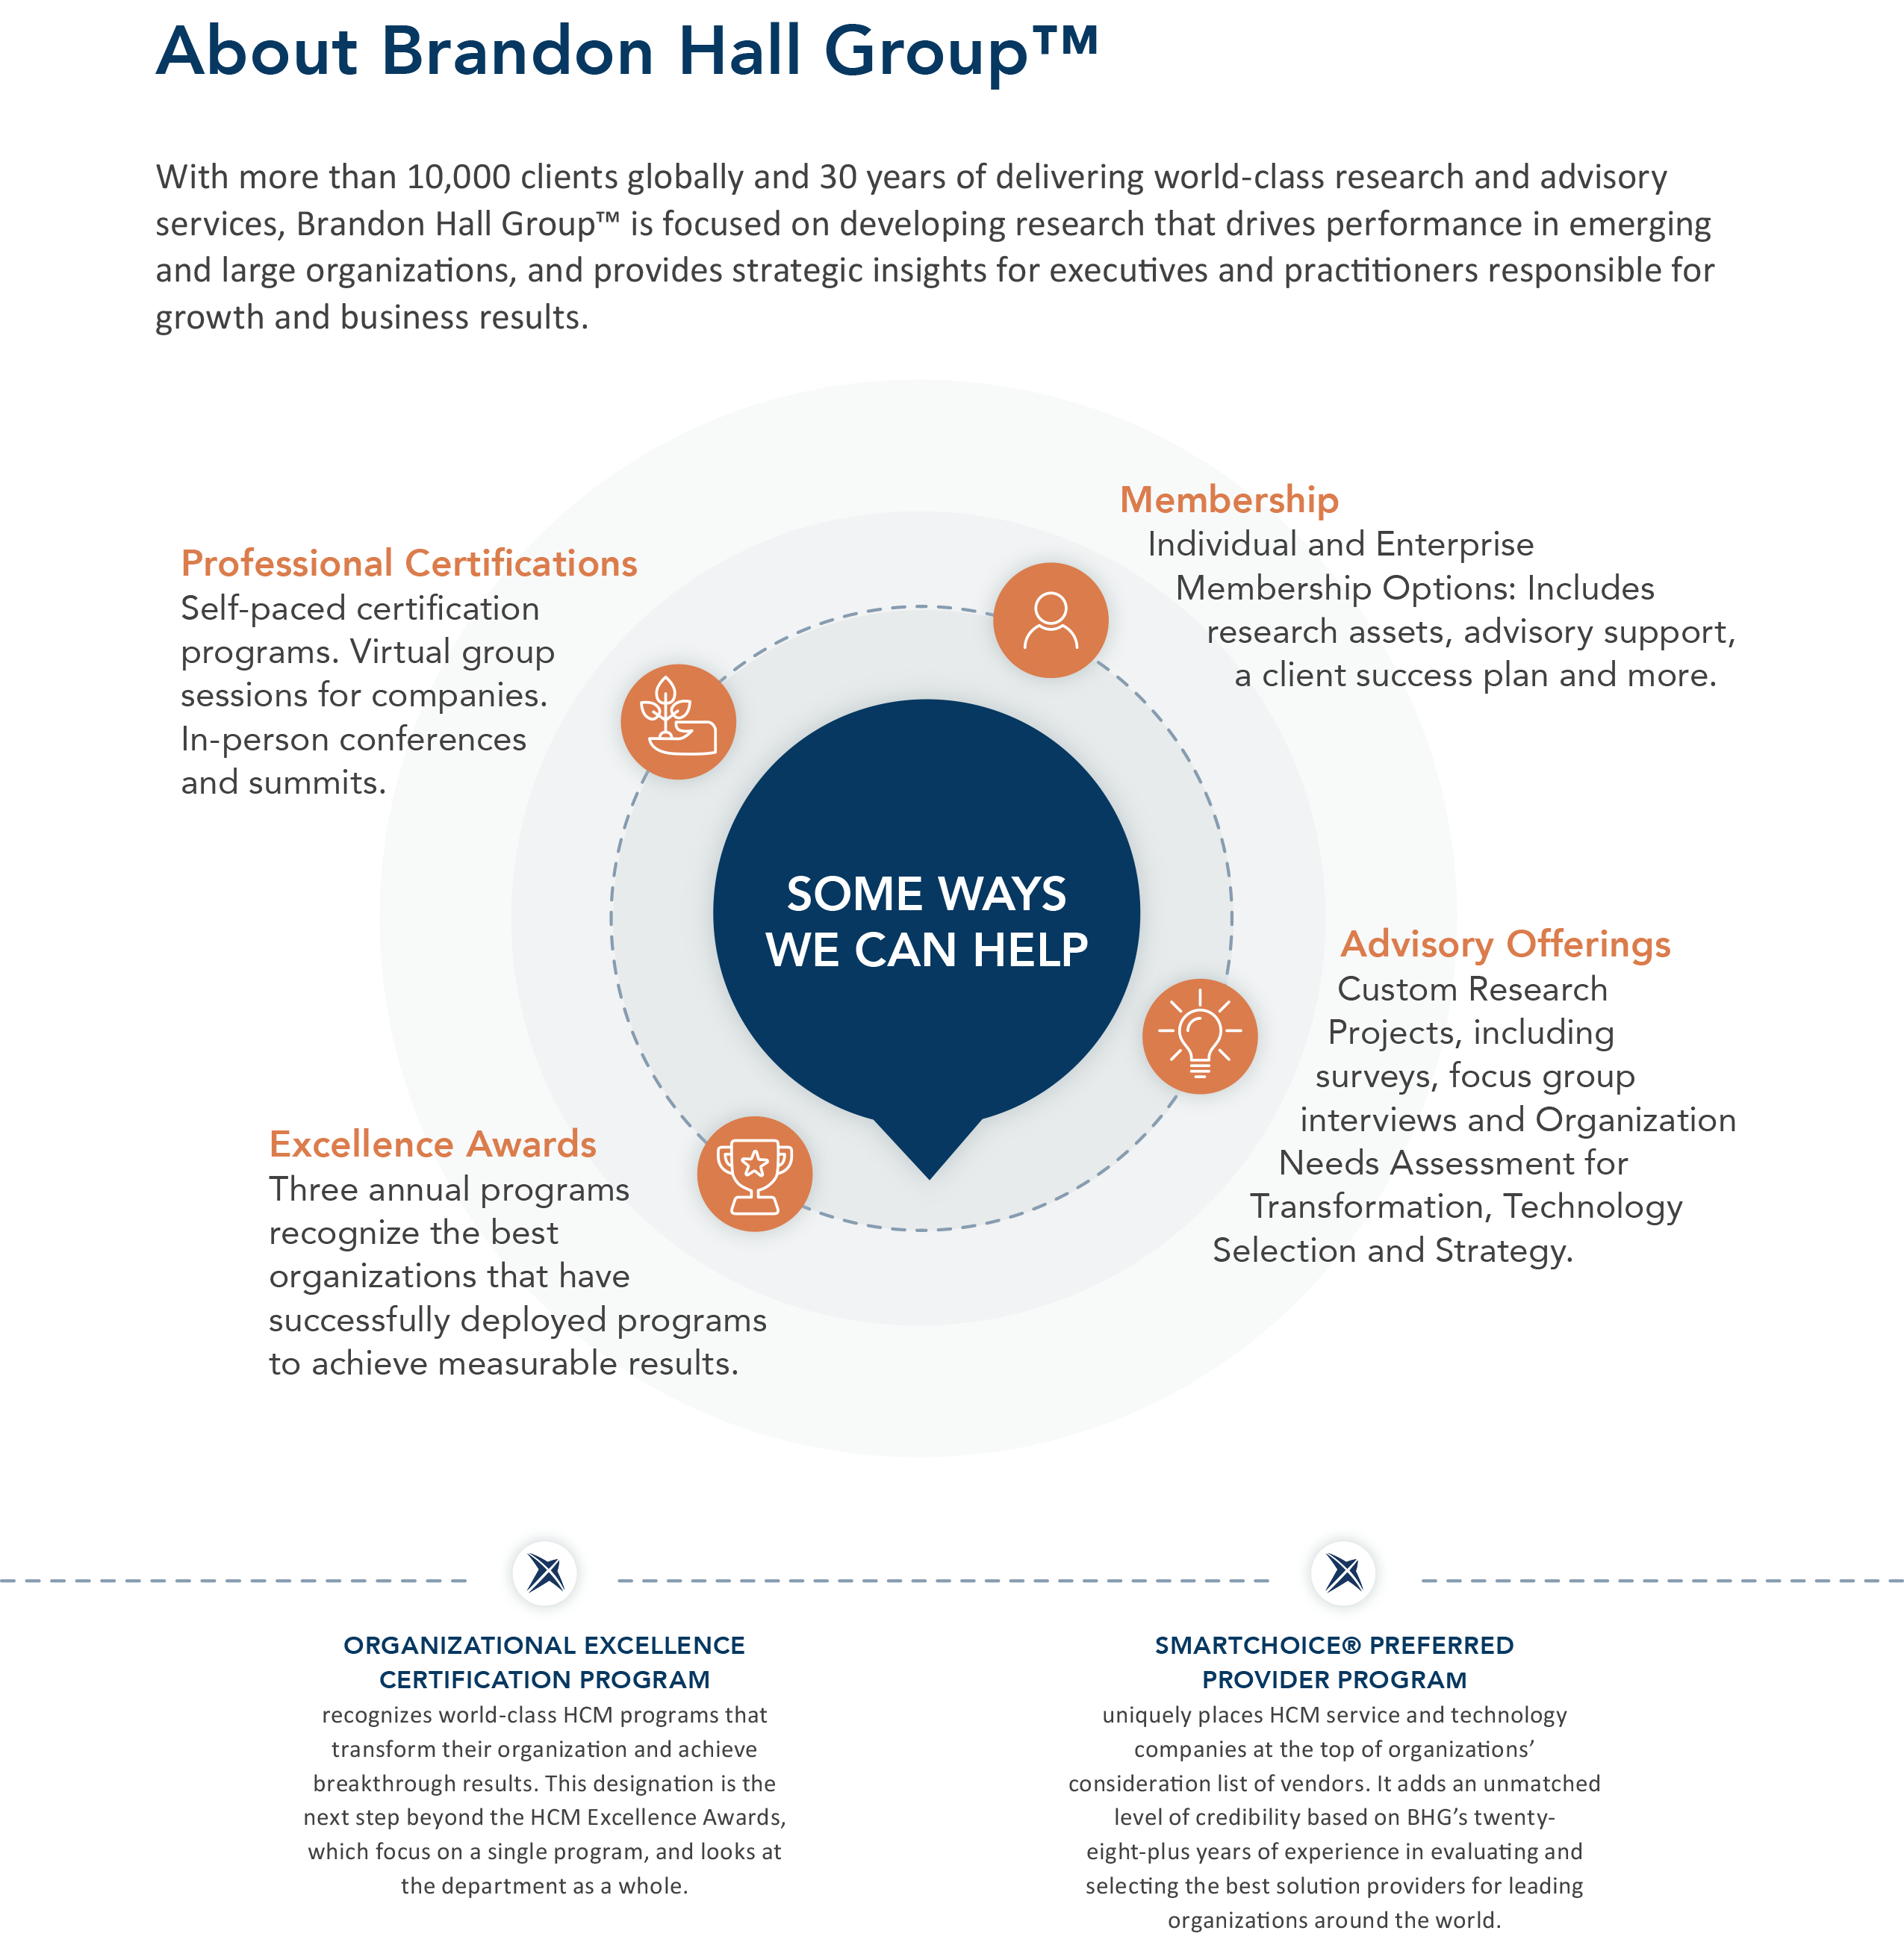 About Brandon Hall Group™
With more than 10,000 clients globally and 30 years of delivering world-class research and advisory
services, Brandon Hall Group™ is focused on developing research that drives performance in emerging
and large organizations, and provides strategic insights for executives and practitioners responsible for
growth and business results.
Professional Certifications
Self-paced certification
programs. Virtual group
sessions for companies.
In-person conferences
and summits.
Membership
Individual and Enterprise
Membership Options: Includes
research assets, advisory support,
a client success plan and more.
SOME WAYS
WE CAN HELP
Advisory Offerings
Custom Research
Projects, including
surveys, focus group
interviews and Organization
Needs Assessment for
Transformation, Technology
Selection and Strategy.
Excellence Awards
Three annual programs
recognize the best
organizations that have
successfully deployed programs
to achieve measurable results.
ORGANIZATIONAL EXCELLENCE
CERTIFICATION PROGRAM
recognizes world-class HCM programs that
transform their organization and achieve
breakthrough results. This designation is the
next step beyond the HCM Excellence Awards,
which focus on a single program, and looks at
the department as a whole.
SMARTCHOICE® PREFERRED
PROVIDER PROGRAM
uniquely places HCM service and technology
companies at the top of organizations’
consideration list of vendors. It adds an unmatched
level of credibility based on BHG’s twenty-
eight-plus years of experience in evaluating and
selecting the best solution providers for leading
organizations around the world.